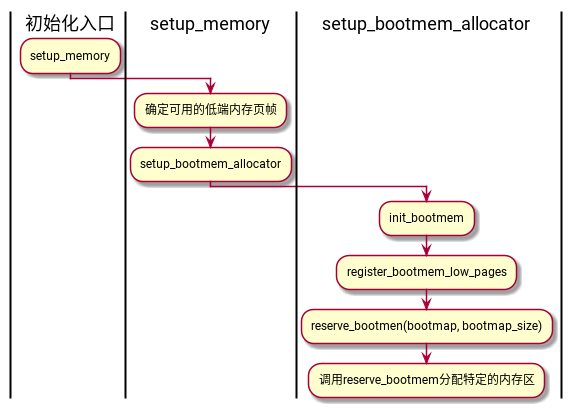 初始化入口
setup_memory
setup_bootmem_allocator
setup_memory
确定可用的低端内存页帧
setup_bootmem_allocator
init_bootmem
register_bootmem_low_pages
reserve_bootmen(bootmap, bootmap_size)
调用reserve_bootmem分配特定的内存区